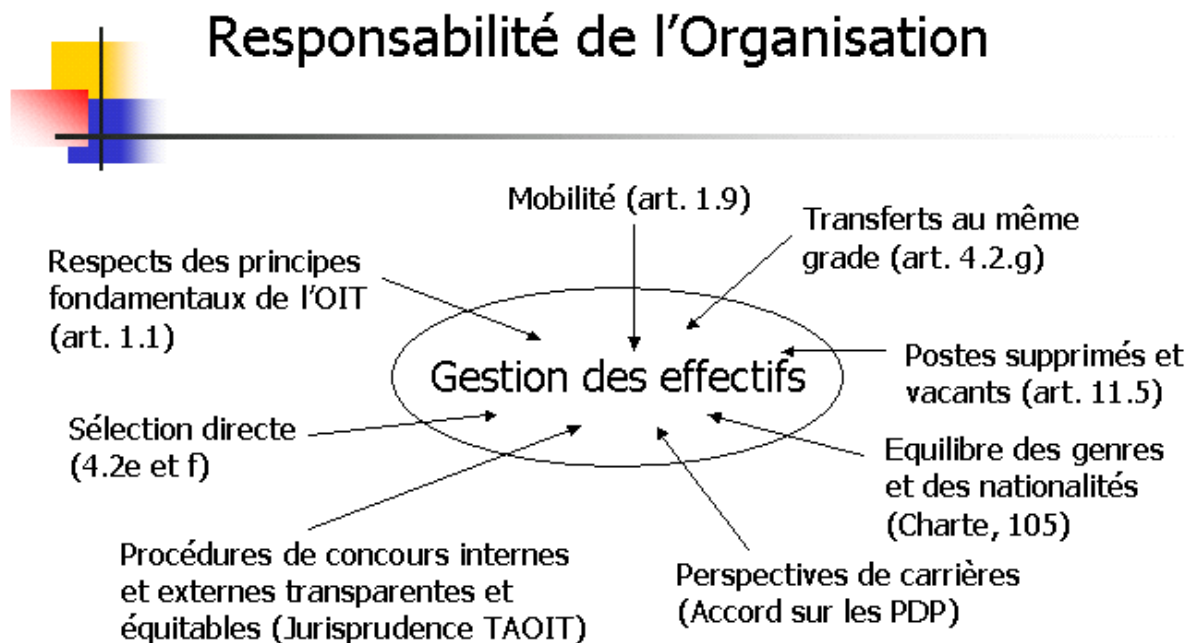 Responsabilité de l'Organisation
Mobilité (art. 1.9)
Transferts au même
grade (art. 4.2.g)
Respects des principes
fondamentaux de l'OIT
(art. 1.1)
Gestion des effectifs
Postes supprimés et
vacants (art. 11.5)
Sélection directe
(4.2e et f)
Equilibre des genres
et des nationalités
(Charte, 105)
Procédures de concours internes
et externes transparentes et
équitables (Jurisprudence TAOIT)
Perspectives de carrières
(Accord sur les PDP)